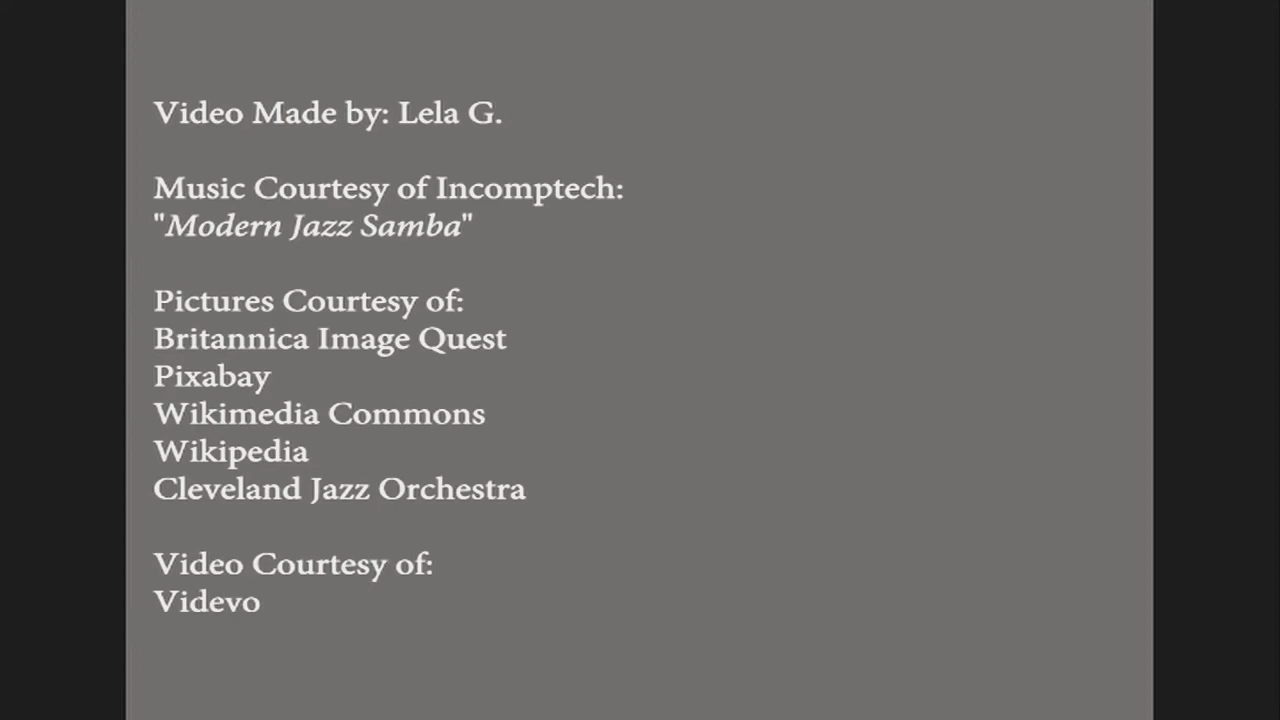 Video Made by: Lela G.
Music Courtesy of Incomptech:
"Modern Jazz Samba"
Pictures Courtesy of:
Britannica Image Quest
Pixabay
Wikimedia Commons
Wikipedia
Cleveland Jazz Orchestra
Video Courtesy of:
Videvo